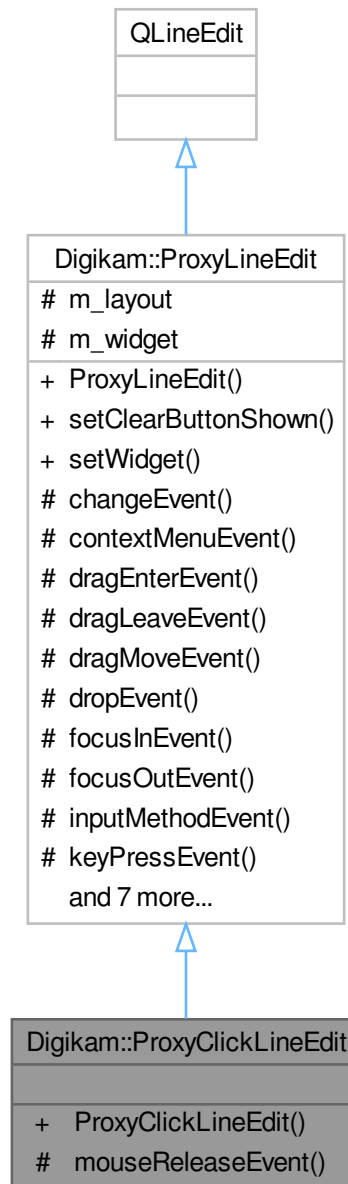 QLineEdit
Digikam::ProxyLineEdit
# m_layout
# m_widget
+ ProxyLineEdit()
+ setClearButtonShown()
+ setWidget()
# changeEvent()
# contextMenuEvent()
# dragEnterEvent()
# dragLeaveEvent()
# dragMoveEvent()
# dropEvent()
# focusInEvent()
# focusOutEvent()
# inputMethodEvent()
# keyPressEvent()
and 7 more...
Digikam::ProxyClickLineEdit
+ ProxyClickLineEdit()
# mouseReleaseEvent()